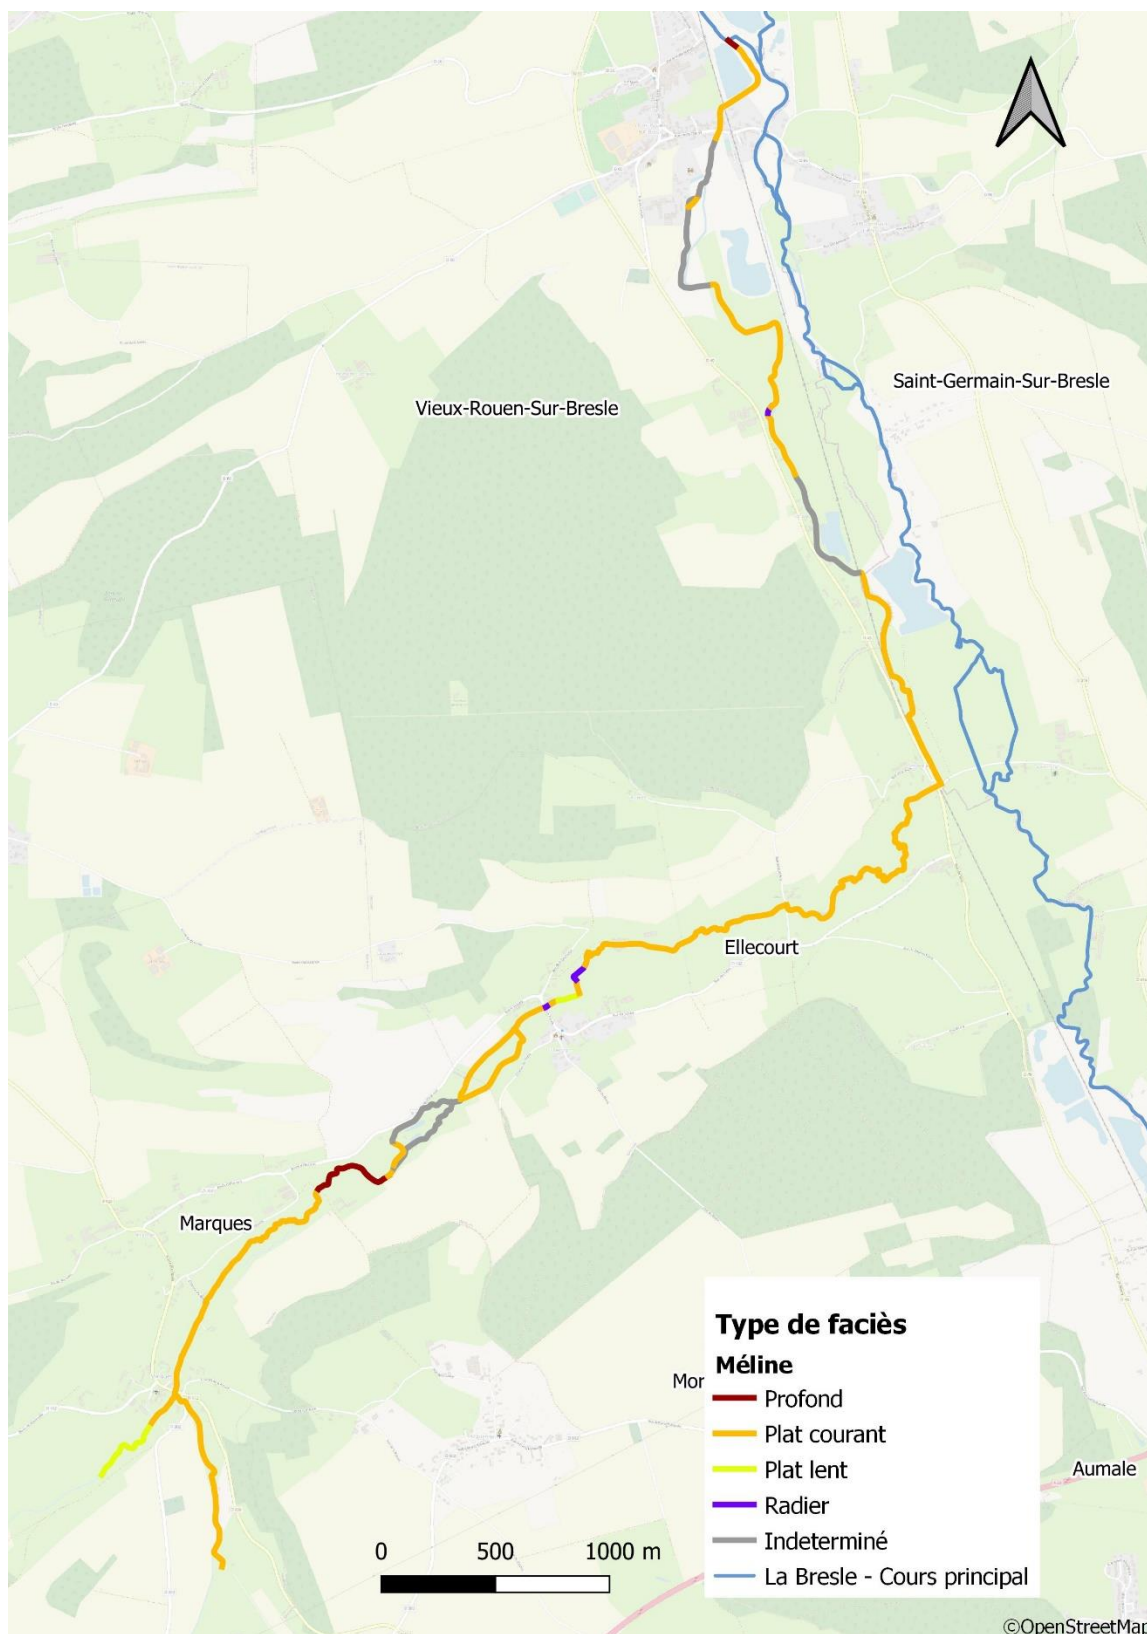 Saint-Germain-Sur-Bresle
Vieux-Rouen-Sur-Bresle
Ellecourt
Marques
Mor
Aumale
Type de faciès
Méline
Profond
Plat courant
Plat lent
Radier
Indeterminé
La Bresle - Cours principal
0 500 1000 m
©OpenStreetMap